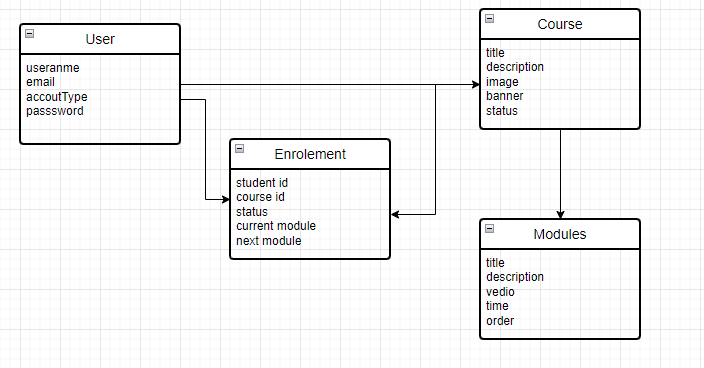 User
useranme
email
accoutType
passsword
Course
title
description
image
banner
status
Enrolement
student id
course id
status
current module
next module
Modules
title
description
vedio
time
order